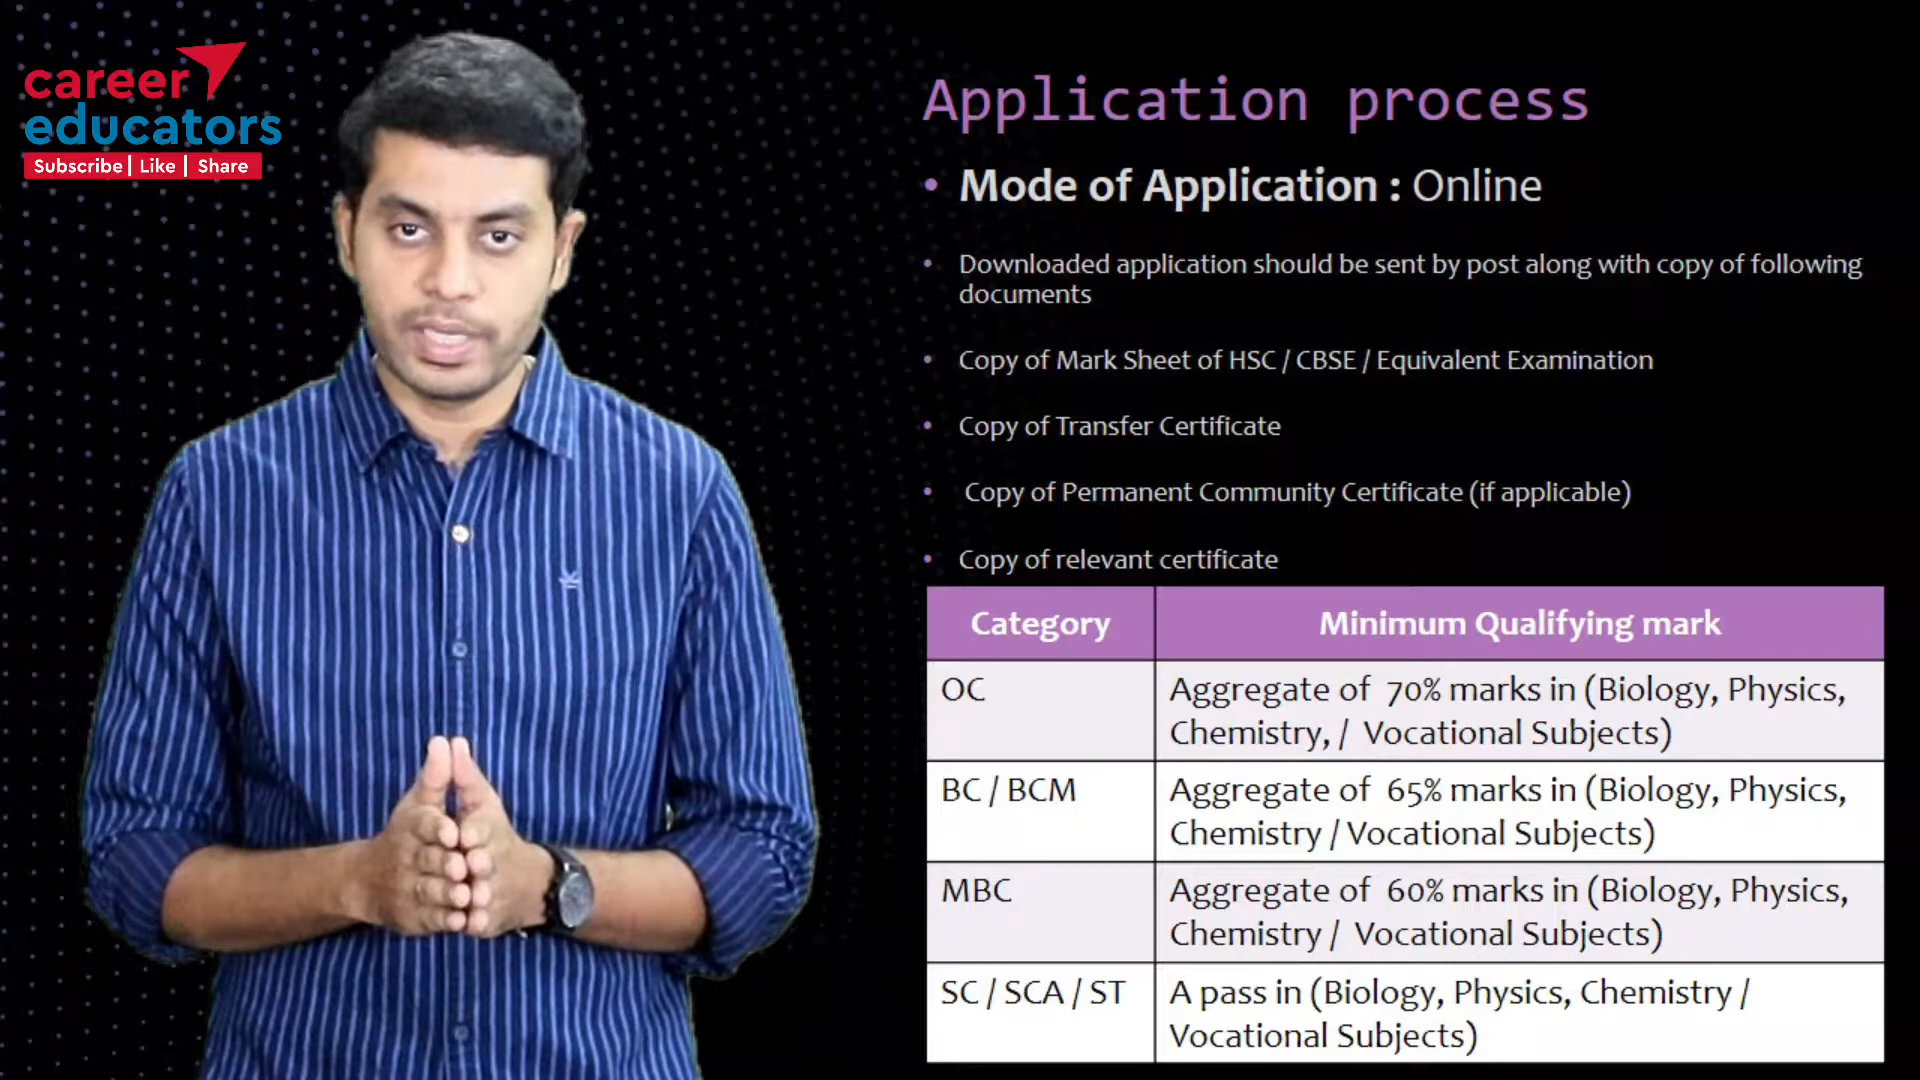 career
educators
Subscribe | Like | Share
Application process
• Mode of Application : Online
• Downloaded application should be sent by post along with copy of following
documents
• Copy of Mark Sheet of HSC / CBSE / Equivalent Examination
• Copy of Transfer Certificate
• Copy of Permanent Community Certificate (if applicable)
• Copy of relevant certificate
Category Minimum Qualifying mark
OC Aggregate of 70% marks in (Biology, Physics,
Chemistry, / Vocational Subjects)
BC / BCM Aggregate of 65% marks in (Biology, Physics,
Chemistry / Vocational Subjects)
MBC Aggregate of 60% marks in (Biology, Physics,
Chemistry / Vocational Subjects)
SC / SCA / ST A pass in (Biology, Physics, Chemistry /
Vocational Subjects)